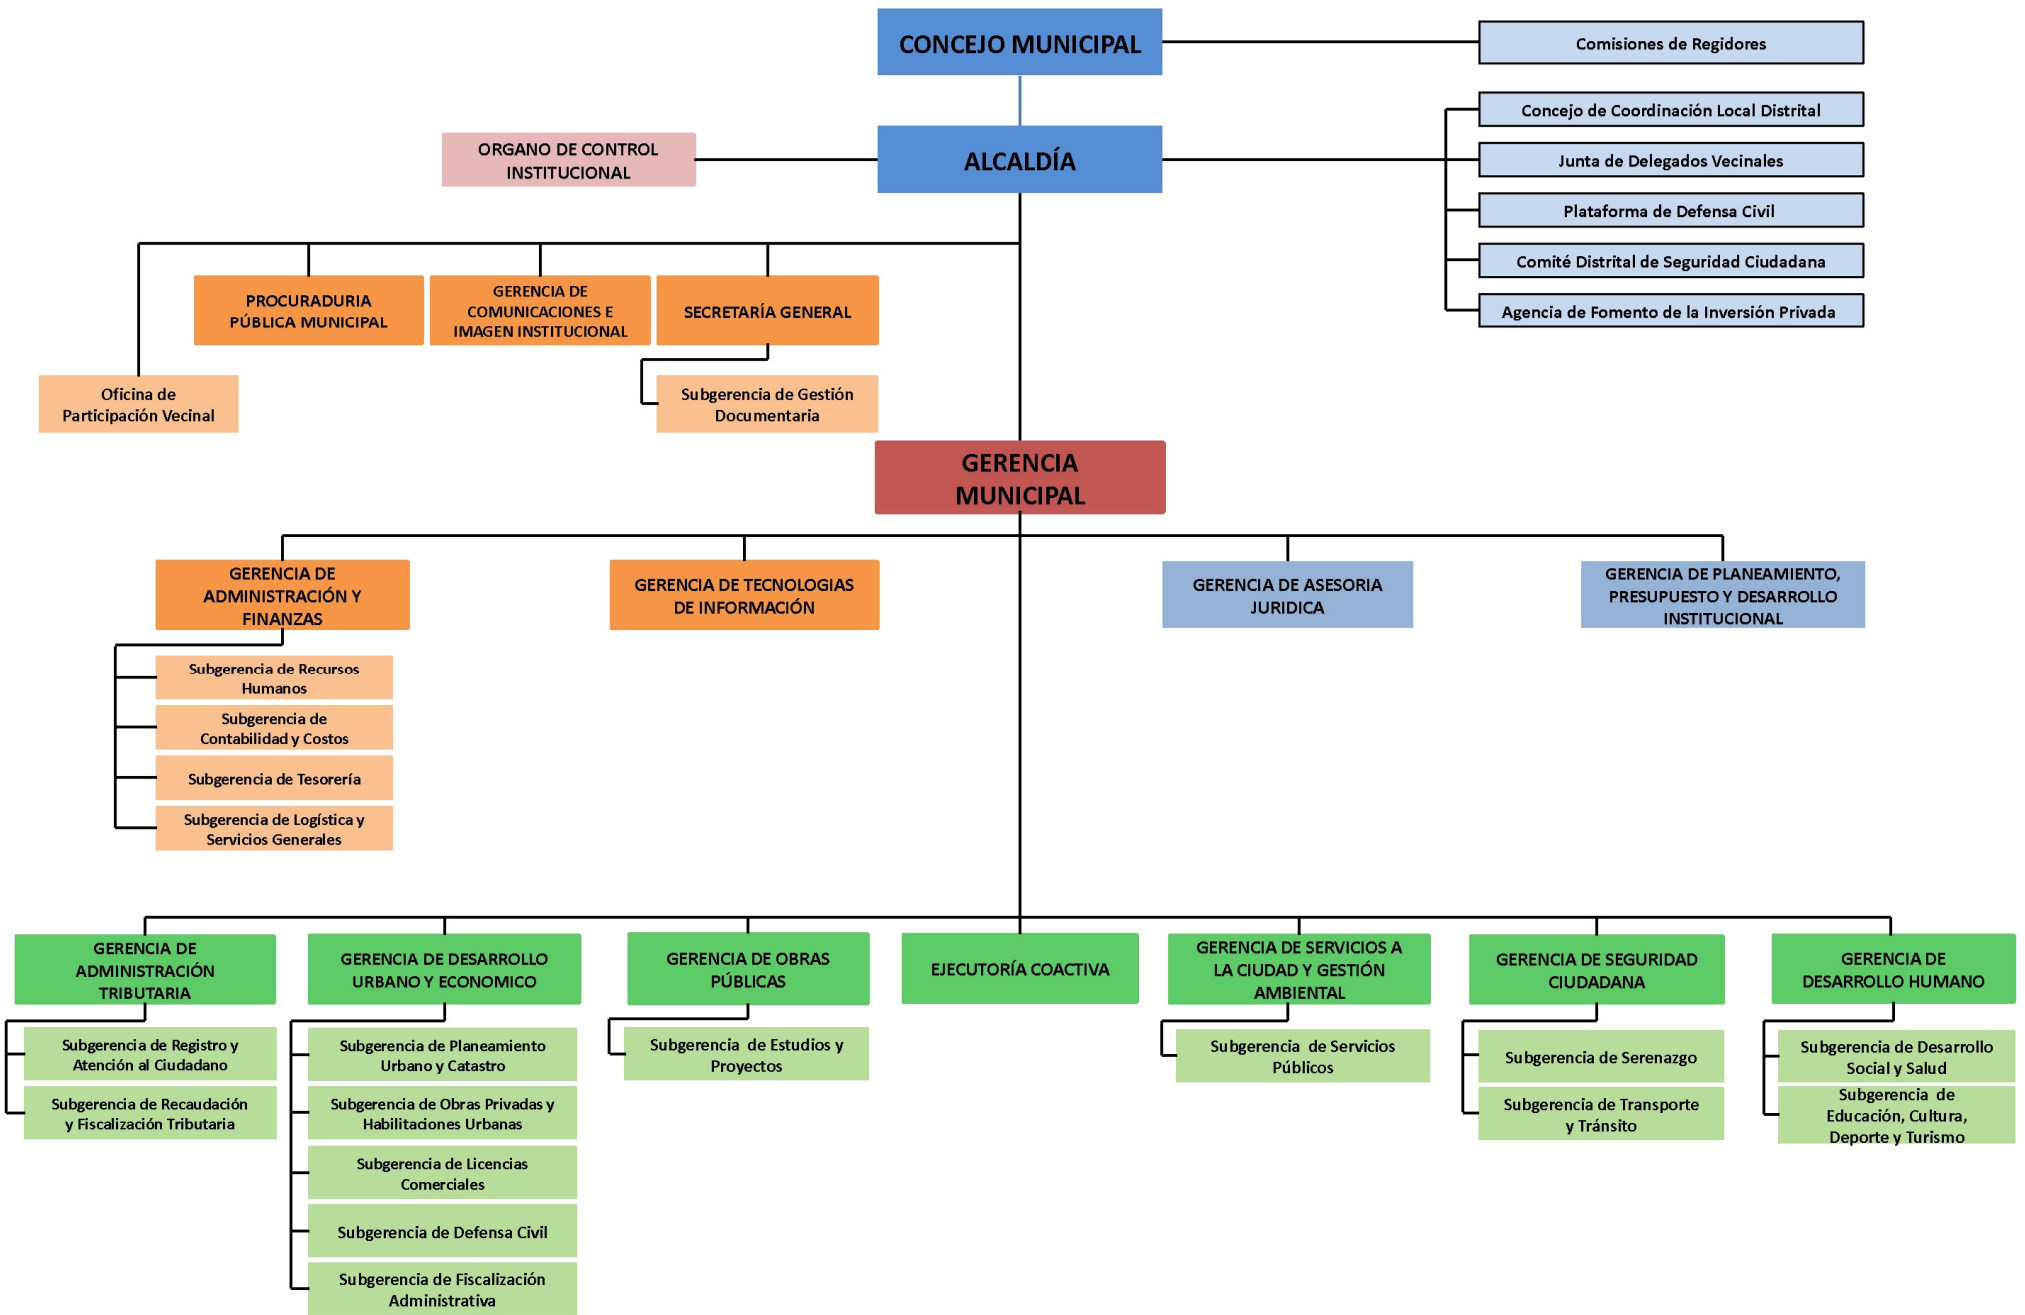 CONCEJO MUNICIPAL
Comisiones de Regidores
Concejo de Coordinación Local Distrital
ORGANO DE CONTROL
INSTITUCIONAL
ALCALDÍA
Junta de Delegados Vecinales
Plataforma de Defensa Civil
Comité Distrital de Seguridad Ciudadana
Agencia de Fomento de la Inversión Privada
PROCURADURIA
PÚBLICA MUNICIPAL
GERENCIA DE
COMUNICACIONES E
IMAGEN INSTITUCIONAL
SECRETARÍA GENERAL
Oficina de
Participación Vecinal
Subgerencia de Gestión
Documentaria
GERENCIA
MUNICIPAL
GERENCIA DE
ADMINISTRACIÓN Y
FINANZAS
GERENCIA DE TECNOLOGIAS
DE INFORMACIÓN
GERENCIA DE ASESORIA
JURIDICA
GERENCIA DE PLANEAMIENTO,
PRESUPUESTO Y DESARROLLO
INSTITUCIONAL
Subgerencia de Recursos
Humanos
Subgerencia de
Contabilidad y Costos
Subgerencia de Tesorería
Subgerencia de Logística y
Servicios Generales
GERENCIA DE
ADMINISTRACIÓN
TRIBUTARIA
GERENCIA DE DESARROLLO
URBANO Y ECONOMICO
GERENCIA DE OBRAS
PÚBLICAS
EJECUTORÍA COACTIVA
GERENCIA DE SERVICIOS A
LA CIUDAD Y GESTIÓN
AMBIENTAL
GERENCIA DE SEGURIDAD
CIUDADANA
GERENCIA DE
DESARROLLO HUMANO
Subgerencia de Registro y
Atención al Ciudadano
Subgerencia de Recaudación
y Fiscalización Tributaria
Subgerencia de Planeamiento
Urbano y Catastro
Subgerencia de Obras Privadas y
Habilitaciones Urbanas
Subgerencia de Licencias
Comerciales
Subgerencia de Defensa Civil
Subgerencia de Fiscalización
Administrativa
Subgerencia de Estudios y
Proyectos
Subgerencia de Servicios
Públicos
Subgerencia de Serenazgo
Subgerencia de Transporte
y Tránsito
Subgerencia de Desarrollo
Social y Salud
Subgerencia de
Educación, Cultura,
Deporte y Turismo